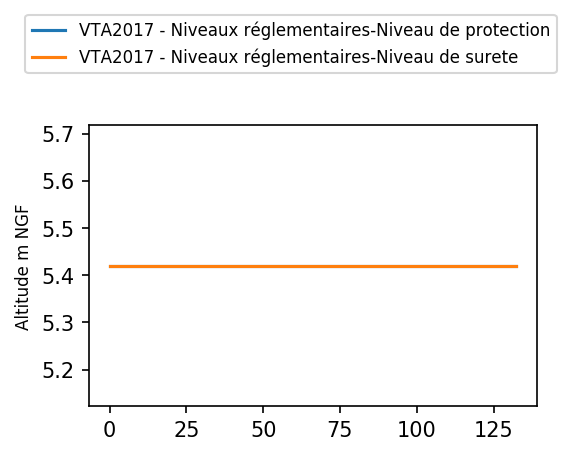 VTA2017 - Niveaux réglementaires-Niveau de protection
VTA2017 - Niveaux réglementaires-Niveau de surete
5.7
5.6
5.5
5.4
5.3
5.2
Altitude m NGF
0 25 50 75 100 125